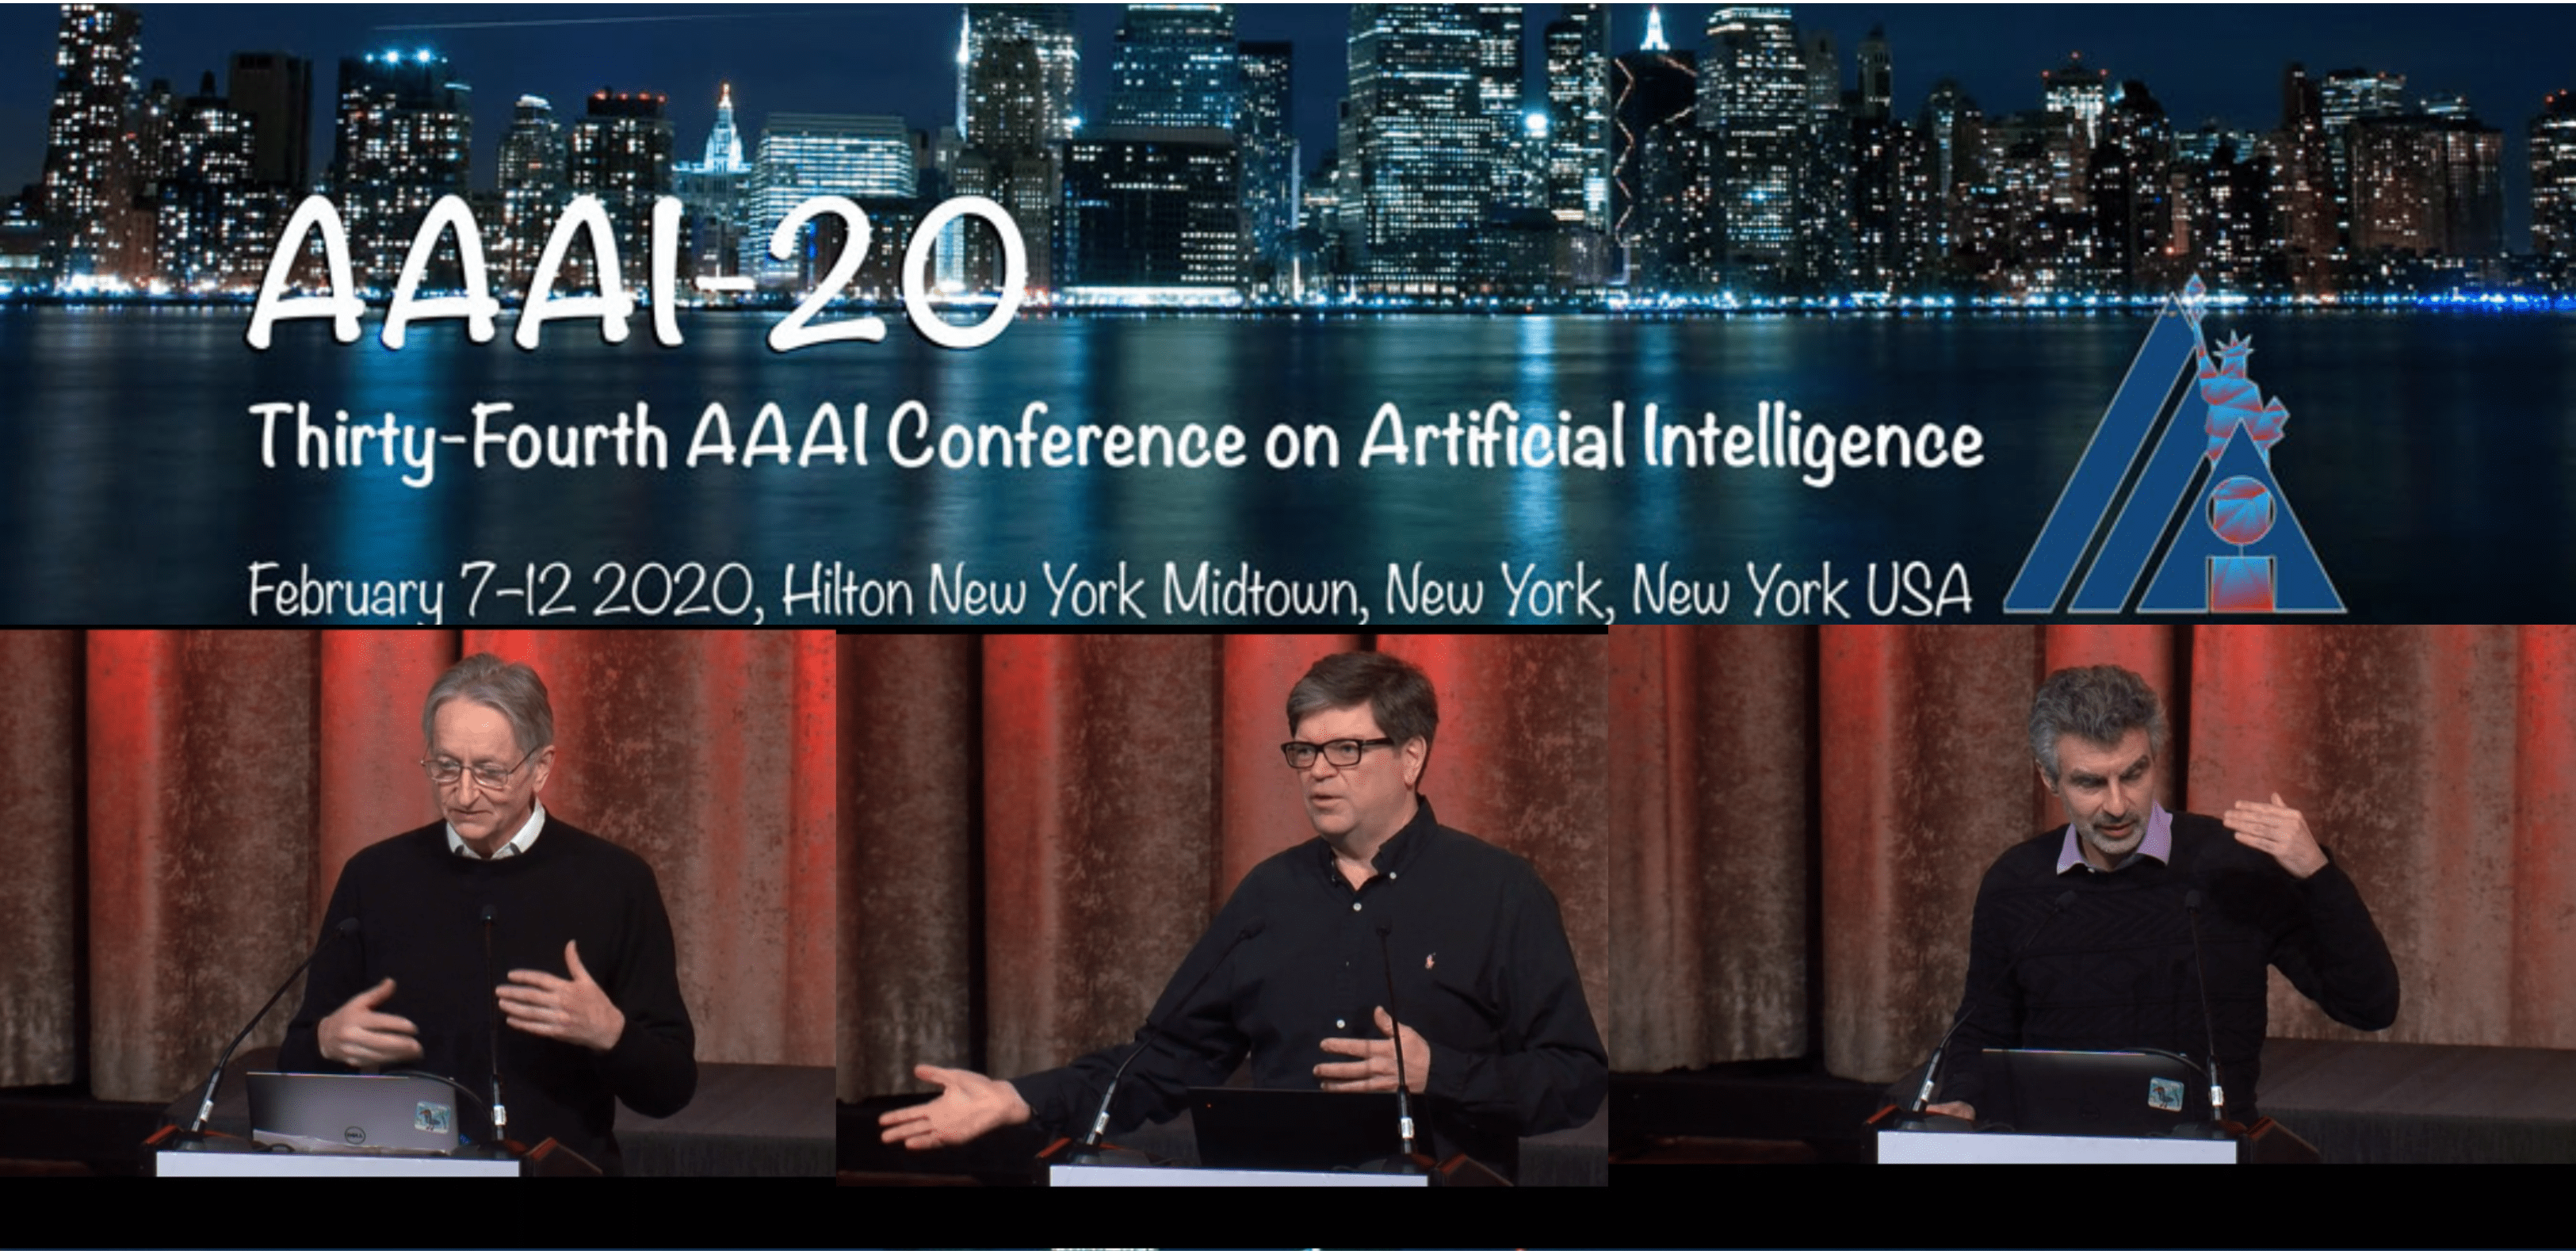 AAAI-20
Thirty-Fourth AAAI Conference on Artificial Intelligence
February 7-12 2020, Hilton New York Midtown, New York, New York USA
DELL